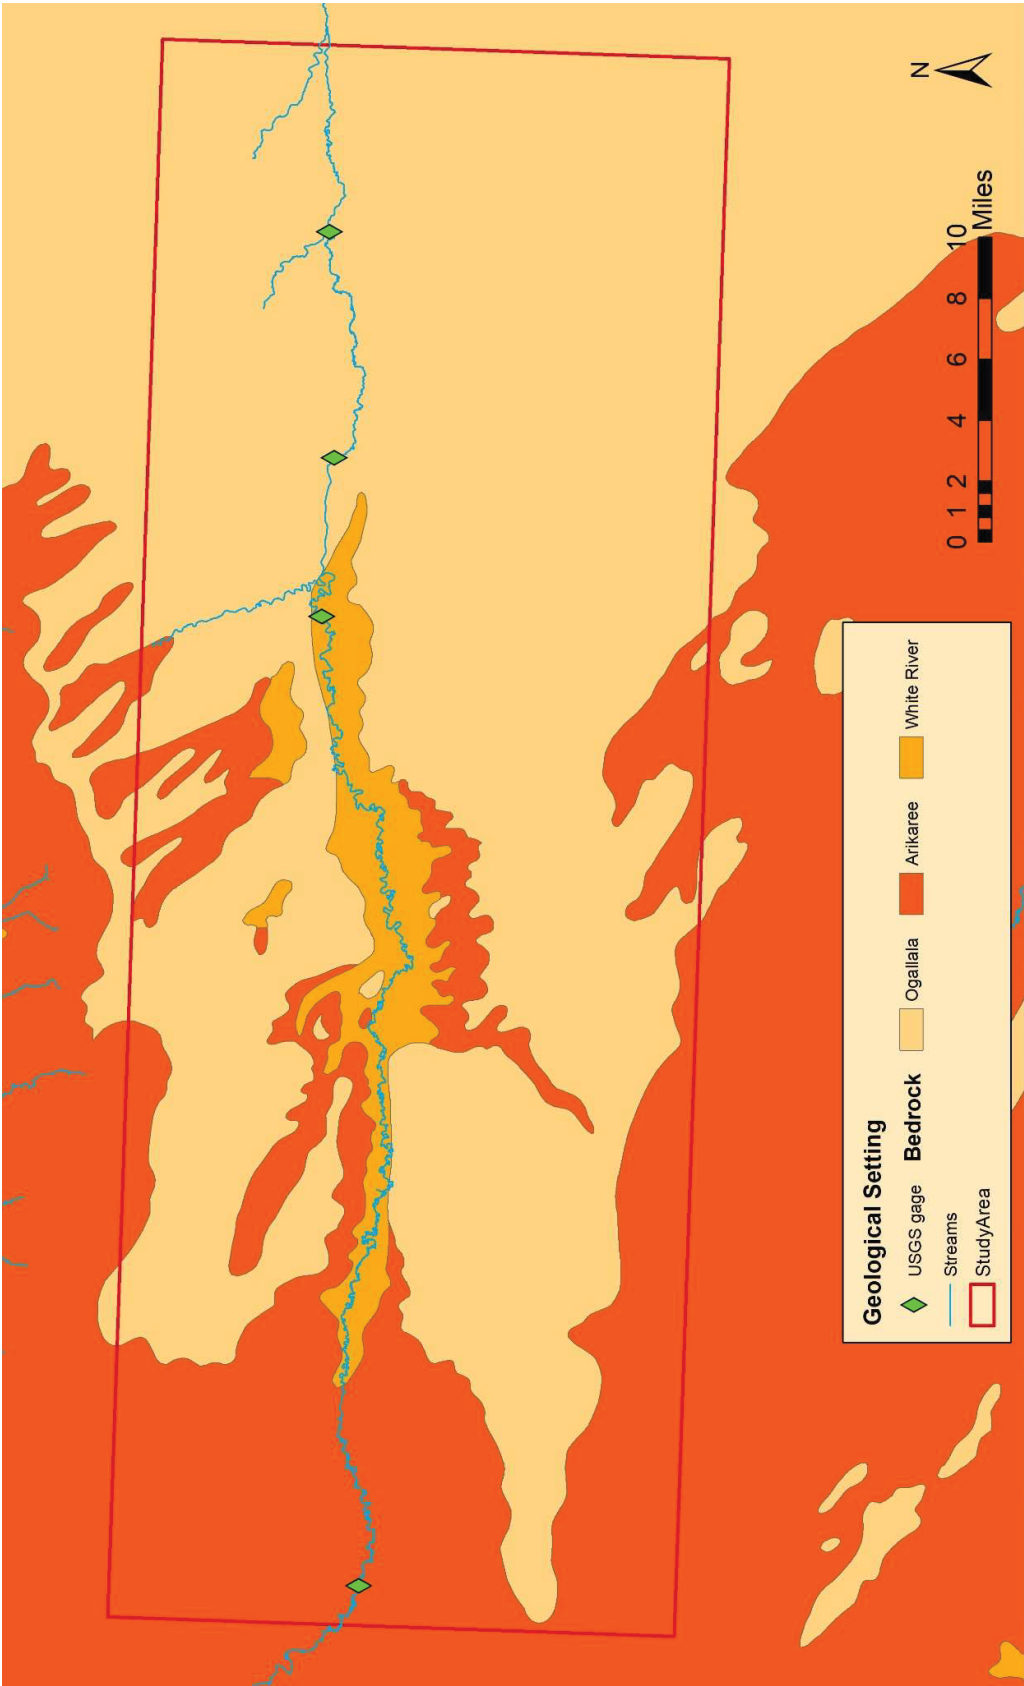 N
0 1 2 4 6 8 10
Miles
Geological Setting
USGS gage
Streams
StudyArea
Bedrock
Ogallala
Arikaree
White River